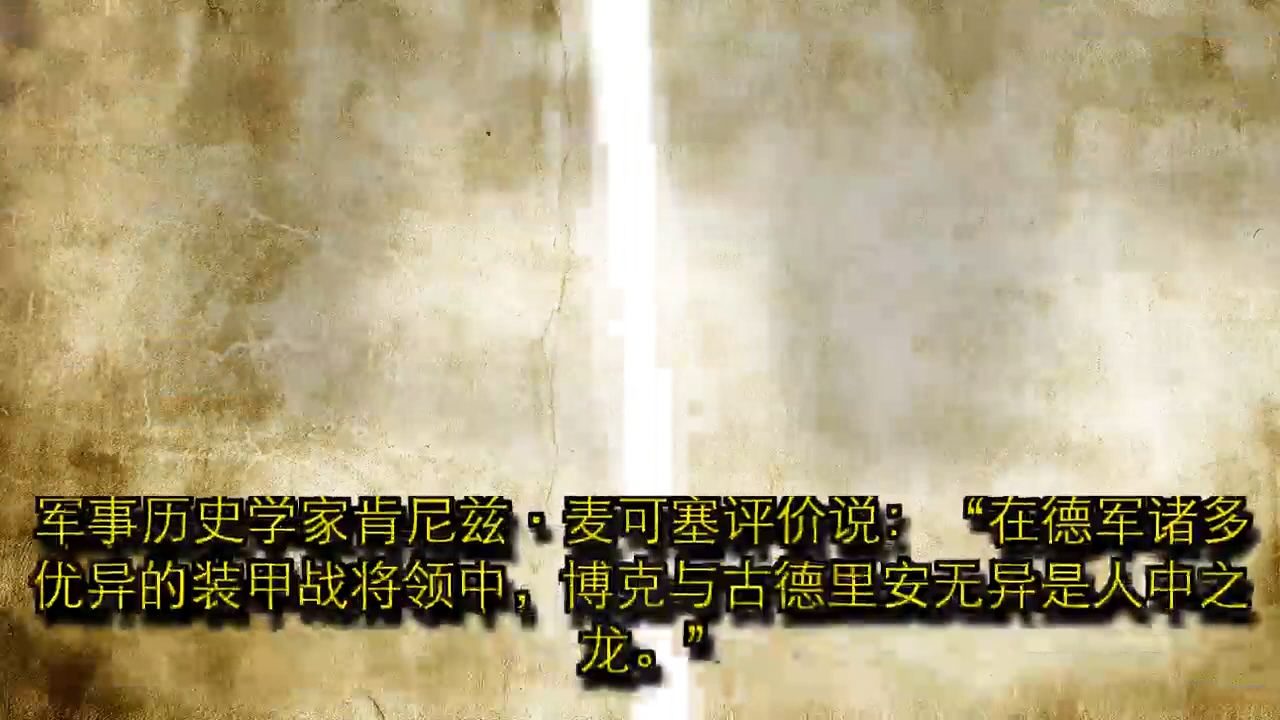 军事历史学家肯尼兹·麦可塞评价说：“在德军诸多
优异的装甲战将领中，博克与古德里安无异是人中之
龙。”